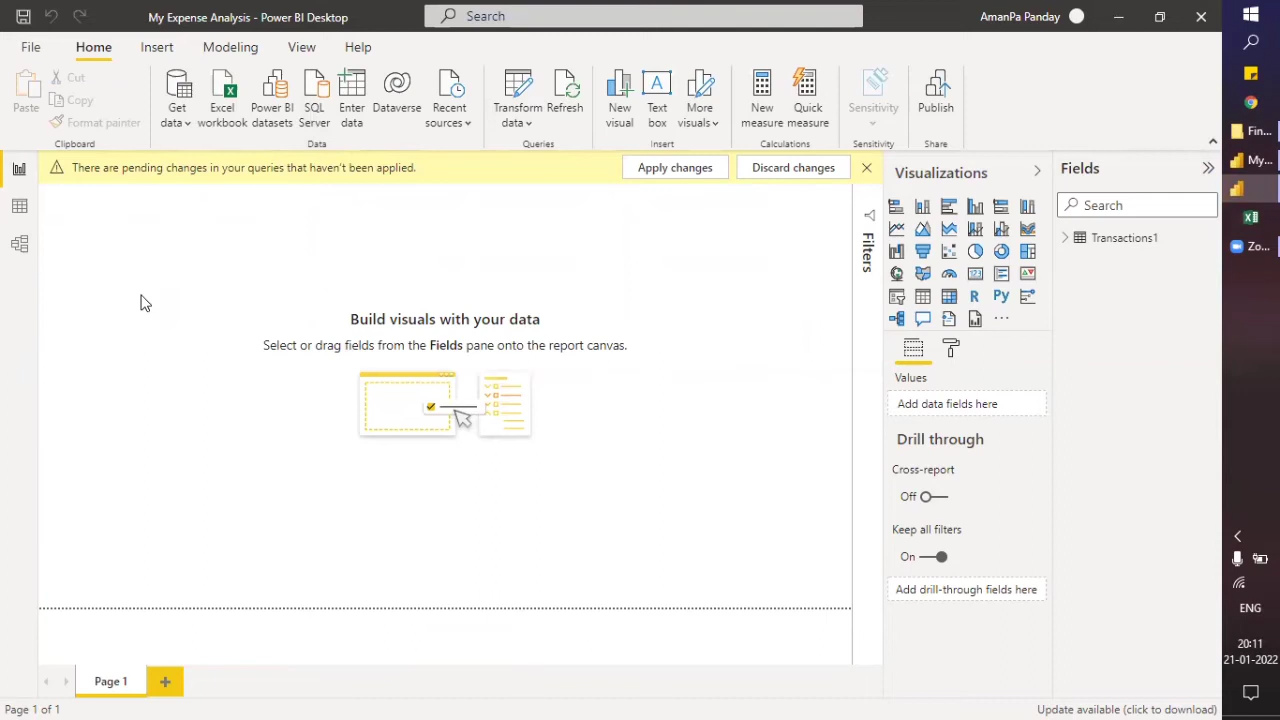 My Expense Analysis - Power BI Desktop
Search
AmanPa Panday
File
Home
Insert
Modeling
View
Help
Paste
Cut
Copy
Format painter
Clipboard
Get data
Excel workbook
Power BI datasets
SQL Server
Enter data
Dataverse
Recent sources
Data
Transform data
Refresh
Queries
New visual
Text box
More visuals
Insert
New measure
Quick measure
Calculations
Sensitivity
Sensitivity
Publish
Share
There are pending changes in your queries that haven't been applied.
Apply changes
Discard changes
Filters
Build visuals with your data
Select or drag fields from the Fields pane onto the report canvas.
Visualizations
R
Py
123
Values
Add data fields here
Drill through
Cross-report
Off
Keep all filters
On
Add drill-through fields here
Fields
Search
Transactions1
Page 1
Page 1 of 1
Update available (click to download)
Fin...
My...
Zo...
ENG
20:11
21-01-2022